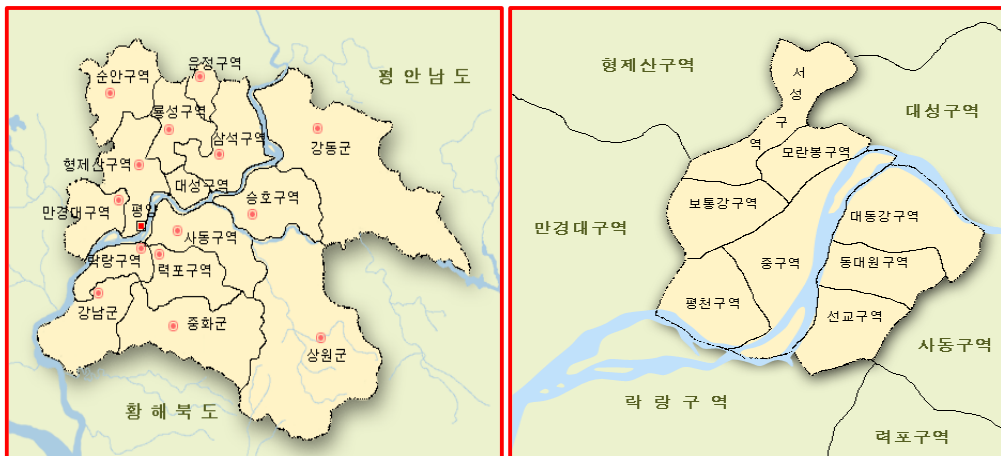 은정구역
순안구역
평안남도
룡성구역
삼석구역
강동군
형제산구역
대성구역
만경대구역
평양
승호구역
사동구역
락랑구역
력포구역
강남군
중화군
상원군
황해북도
형제산구역
서
성
구
역
대성구역
모란봉구역
보통강구역
만경대구역
대동강구역
중구역
동대원구역
평천구역
선교구역
사동구역
락랑구역
력포구역